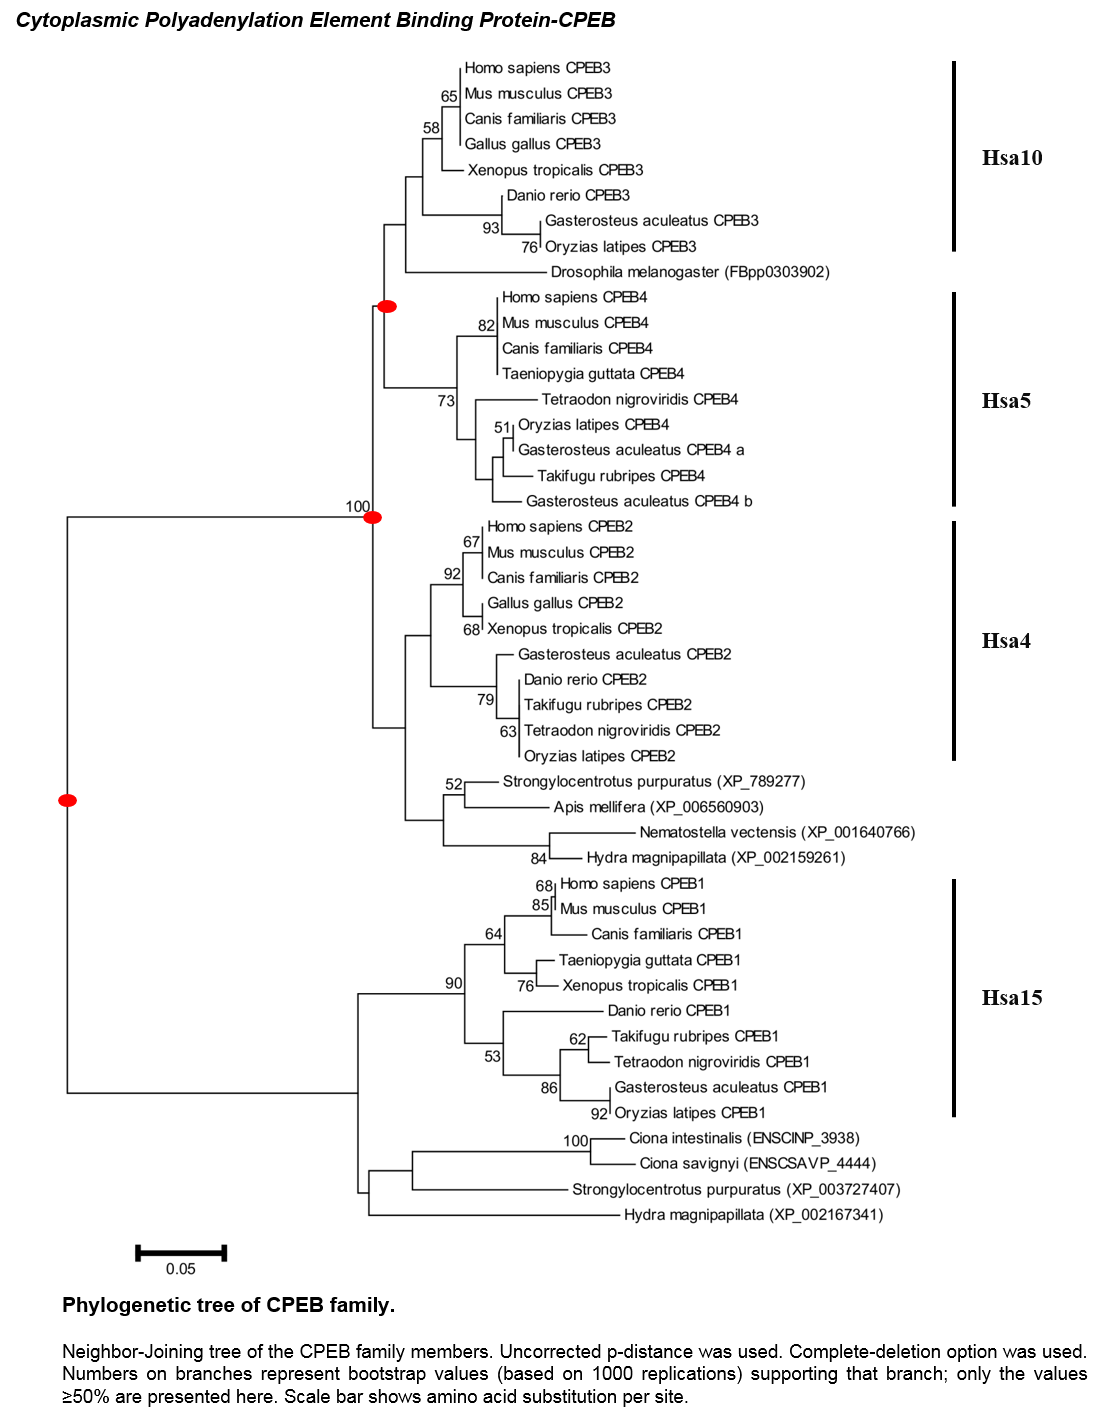 Cytoplasmic Polyadenylation Element Binding Protein-CPEB
Homo sapiens CPEB3
65
Mus musculus CPEB3
Canis familiaris CPEB3
58
Gallus gallus CPEB3
Xenopus tropicalis CPEB3
Hsa10
Danio rerio CPEB3
93
Gasterosteus aculeatus CPEB3
76
Oryzias latipes CPEB3
Drosophila melanogaster (FBpp0303902)
Homo sapiens CPEB4
82
Mus musculus CPEB4
Canis familiaris CPEB4
Taeniopygia guttata CPEB4
73
Tetraodon nigroviridis CPEB4
Hsa5
51
Oryzias latipes CPEB4
Gasterosteus aculeatus CPEB4 a
Takifugu rubripes CPEB4
Gasterosteus aculeatus CPEB4 b
100
Homo sapiens CPEB2
67
Mus musculus CPEB2
92
Canis familiaris CPEB2
Gallus gallus CPEB2
68
Xenopus tropicalis CPEB2
Hsa4
Gasterosteus aculeatus CPEB2
79
Danio rerio CPEB2
Takifugu rubripes CPEB2
63
Tetraodon nigroviridis CPEB2
Oryzias latipes CPEB2
52
Strongylocentrotus purpuratus (XP_789277)
Apis mellifera (XP_006560903)
Nematostella vectensis (XP_001640766)
84
Hydra magnipapillata (XP_002159261)
68
Homo sapiens CPEB1
85
Mus musculus CPEB1
64
Canis familiaris CPEB1
Taeniopygia guttata CPEB1
76
Xenopus tropicalis CPEB1
90
Hsa15
Danio rerio CPEB1
53
62
Takifugu rubripes CPEB1
Tetraodon nigroviridis CPEB1
86
Gasterosteus aculeatus CPEB1
92
Oryzias latipes CPEB1
100
Ciona intestinalis (ENSCINP_3938)
Ciona savignyi (ENSCSAVP_4444)
Strongylocentrotus purpuratus (XP_003727407)
Hydra magnipapillata (XP_002167341)
0.05
Phylogenetic tree of CPEB family.
Neighbor-Joining tree of the CPEB family members. Uncorrected p-distance was used. Complete-deletion option was used.
Numbers on branches represent bootstrap values (based on 1000 replications) supporting that branch; only the values
≥50% are presented here. Scale bar shows amino acid substitution per site.